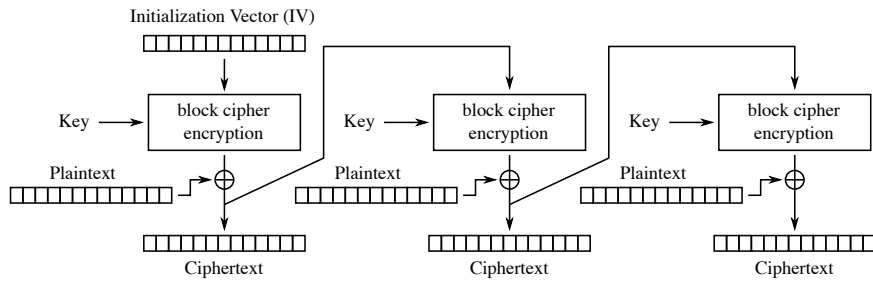 Initialization Vector (IV)
Key
block cipher
encryption
Plaintext
Ciphertext
Key
block cipher
encryption
Plaintext
Ciphertext
Key
block cipher
encryption
Plaintext
Ciphertext